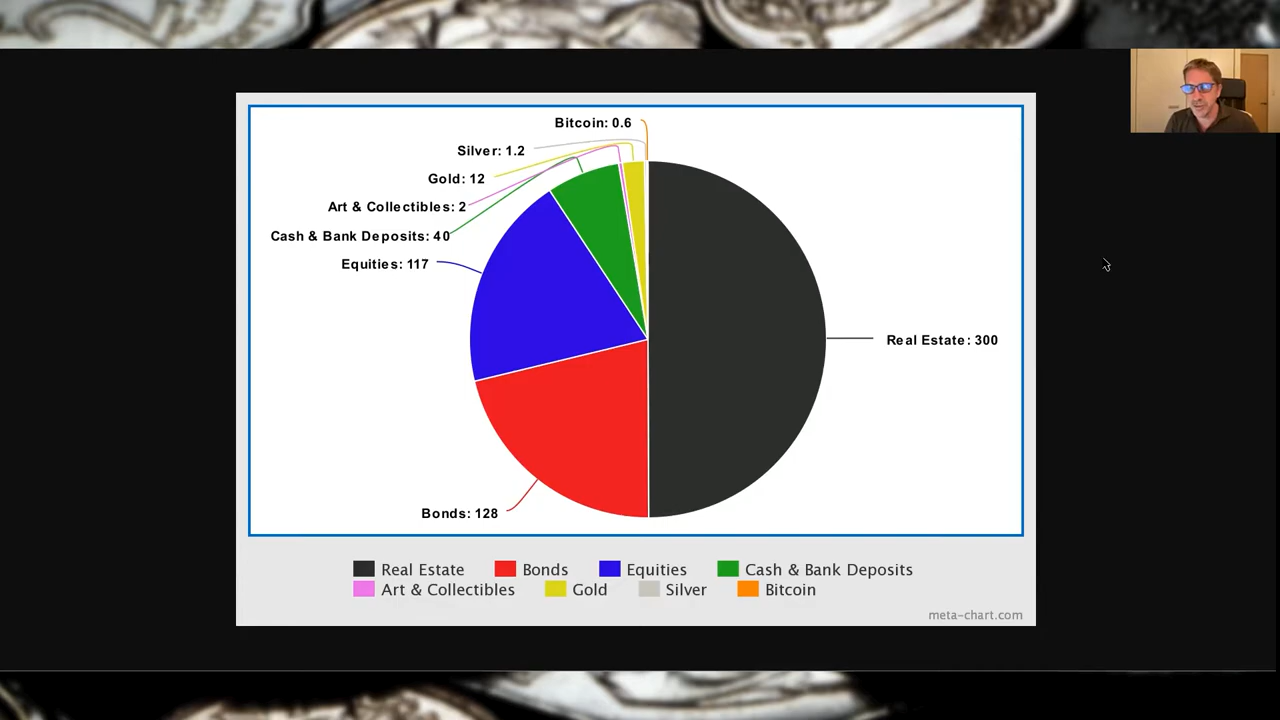 Bitcoin: 0.6
Silver: 1.2
Gold: 12
Art & Collectibles: 2
Cash & Bank Deposits: 40
Equities: 117
Real Estate: 300
Bonds: 128
Real Estate Bonds Equities Cash & Bank Deposits
Art & Collectibles Gold Silver Bitcoin
meta-chart.com